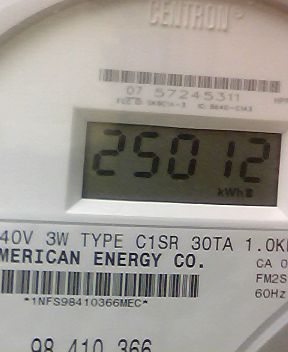 CENTRON
07 57245311
25012
kWh
40V 3W TYPE C1SR 30TA 1.0K
MERICAN ENERGY CO.
CA 0
FM2S
*1NFS98410366MEC*
60Hz
98 410 366